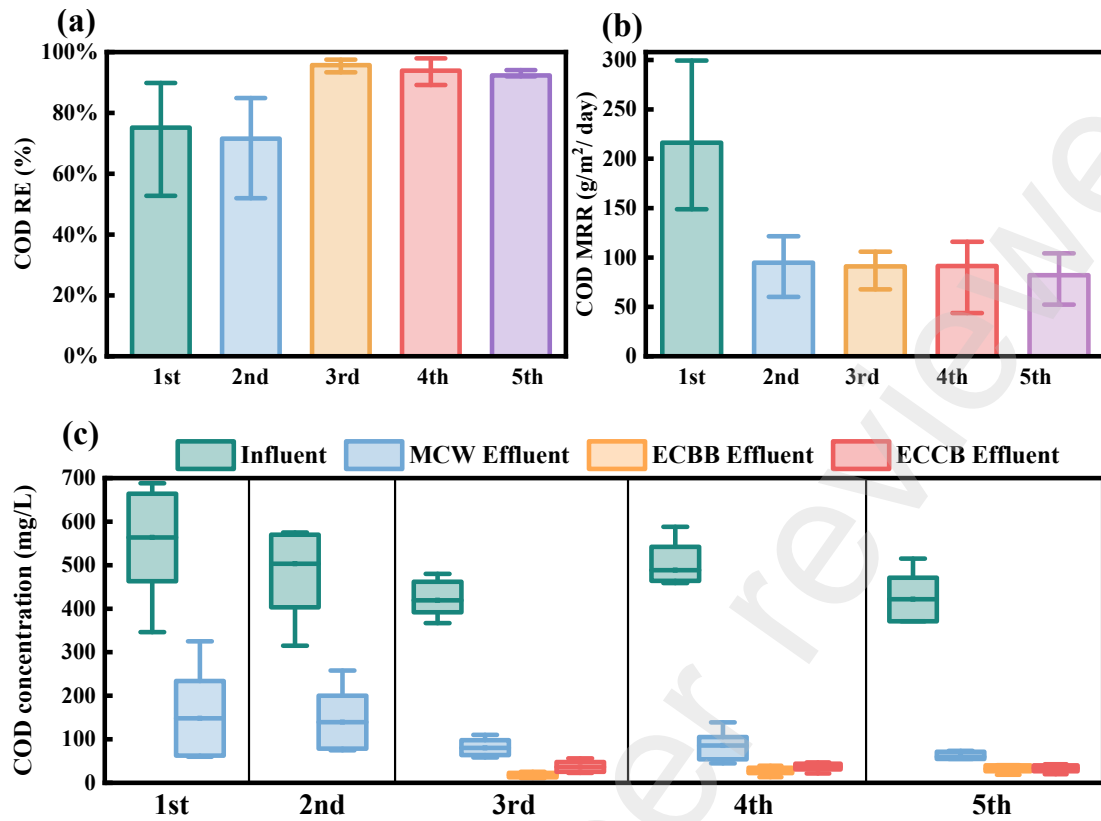 (a)
(b)
COD RE (%)
100%
80%
60%
40%
20%
0%
1st 2nd 3rd 4th 5th
COD MRR (g/m²/ day)
300
250
200
150
100
50
0
1st 2nd 3rd 4th 5th
(c)
Influent MCW Effluent ECBB Effluent ECCB Effluent
COD concentration (mg/L)
700
600
500
400
300
200
100
0
1st 2nd 3rd 4th 5th
er reviewe